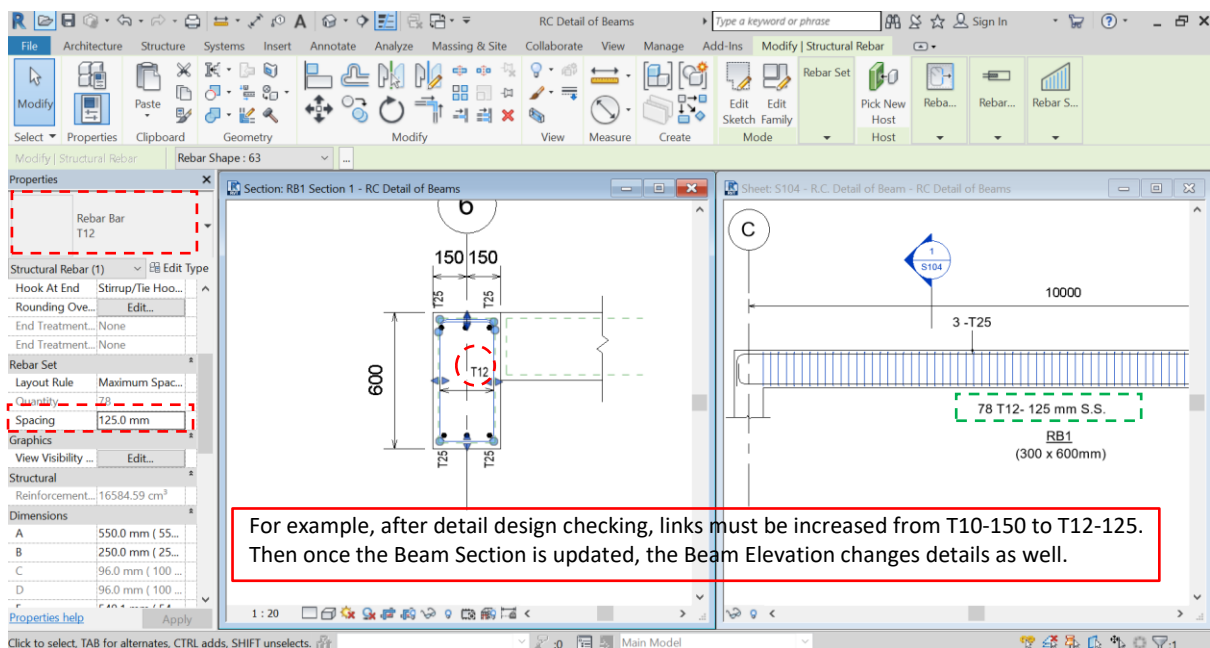 RC Detail of Beams
Type a keyword or phrase
Sign In
File Architecture Structure Systems Insert Annotate Analyze Massing & Site Collaborate View Manage Add-Ins Modify | Structural Rebar
Modify
Paste
Edit Sketch
Edit Family
Rebar Set
Pick New Host
Reba...
Rebar...
Rebar S...
Select Properties Clipboard Geometry Modify View Measure Create Mode Host
Modify | Structural Rebar
Rebar Shape : 63
...
Properties
Rebar Bar
T12
Structural Rebar (1)
Edit Type
Hook At End Stirrup/Tie Hoo...
Rounding Ove... Edit...
End Treatment... None
End Treatment... None
Rebar Set
Layout Rule Maximum Spac...
Quantity 78
Spacing 125.0 mm
Graphics
View Visibility ... Edit...
Structural
Reinforcement... 16584.59 cm³
Dimensions
A 550.0 mm ( 55...
B 250.0 mm ( 25...
C 96.0 mm ( 100 ...
D 96.0 mm ( 100 ...
Properties help
Apply
Section: RB1 Section 1 - RC Detail of Beams
6
150 150
T25 T25
600
T12
T25 T25
1 : 20
Sheet: S104 - R.C. Detail of Beam - RC Detail of Beams
C
1
S104
10000
3 -T25
78 T12- 125 mm S.S.
RB1
(300 x 600mm)
For example, after detail design checking, links must be increased from T10-150 to T12-125.
Then once the Beam Section is updated, the Beam Elevation changes details as well.
Click to select, TAB for alternates, CTRL adds, SHIFT unselects.
:0
Main Model
:1